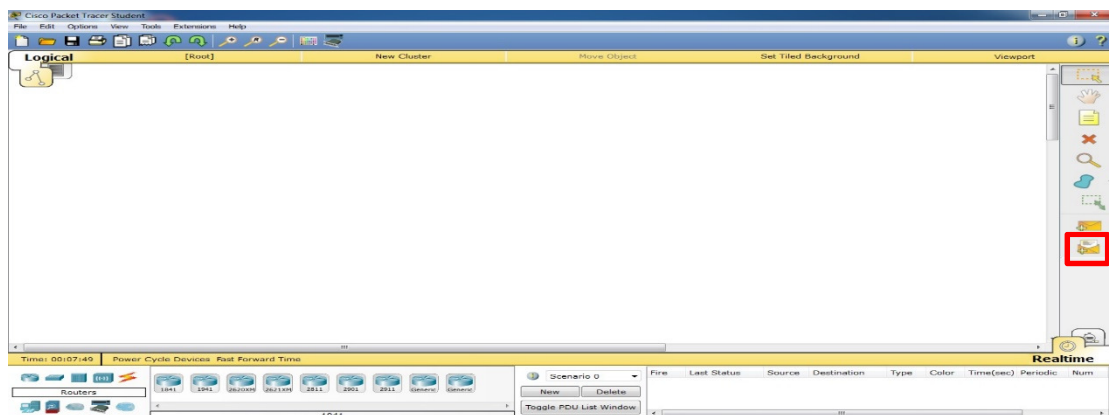 Cisco Packet Tracer Student
File Edit Options View Tools Extensions Help
Logical [Root] New Cluster Move Object Set Tiled Background Viewport
Time: 00:07:49 Power Cycle Devices Fast Forward Time Realtime
Routers
1841 1941 2620XM 2621XM 2811 2901 2911 Generic Generic
1841
Scenario 0
New Delete
Toggle PDU List Window
Fire Last Status Source Destination Type Color Time(sec) Periodic Num